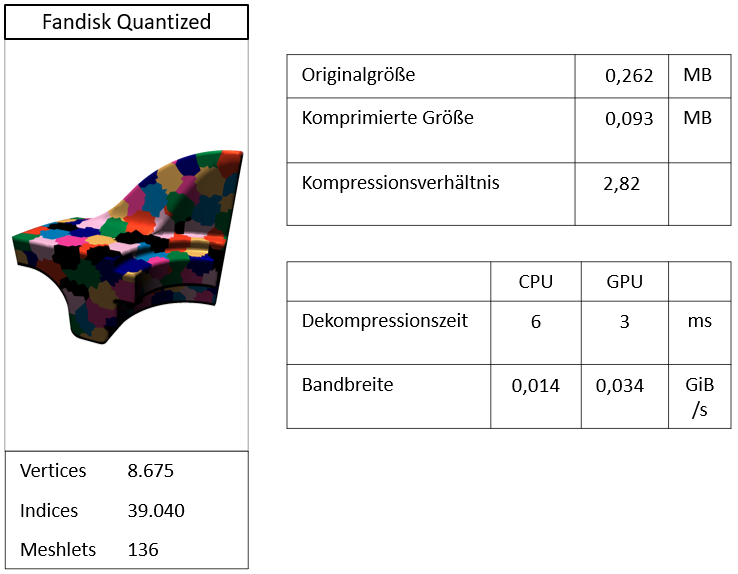 Fandisk Quantized
Originalgröße 0,262 MB
Komprimierte Größe 0,093 MB
Kompressionsverhältnis 2,82
CPU GPU
Dekompressionszeit 6 3 ms
Bandbreite 0,014 0,034 GiB
/s
Vertices 8.675
Indices 39.040
Meshlets 136